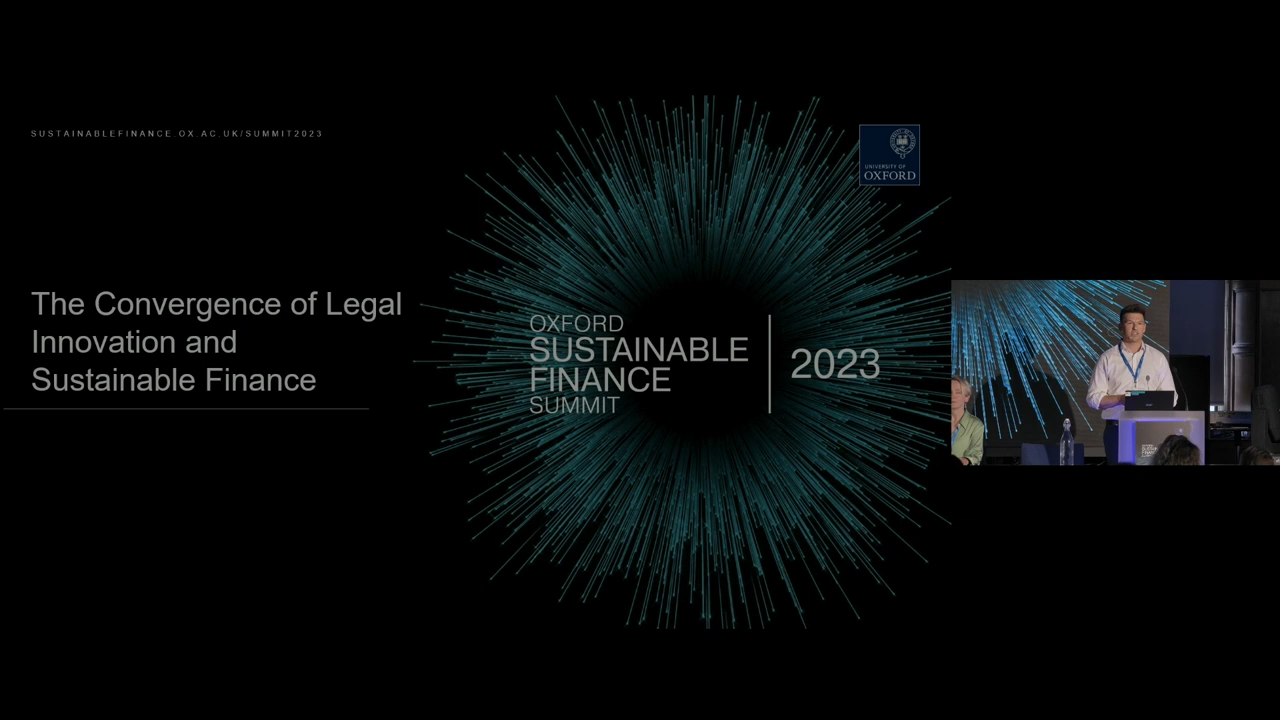 SUSTAINABLEFINANCE.OX.AC.UK/SUMMIT2023
UNIVERSITY OF
OXFORD
The Convergence of Legal
Innovation and
Sustainable Finance
OXFORD
SUSTAINABLE
FINANCE
SUMMIT
2023